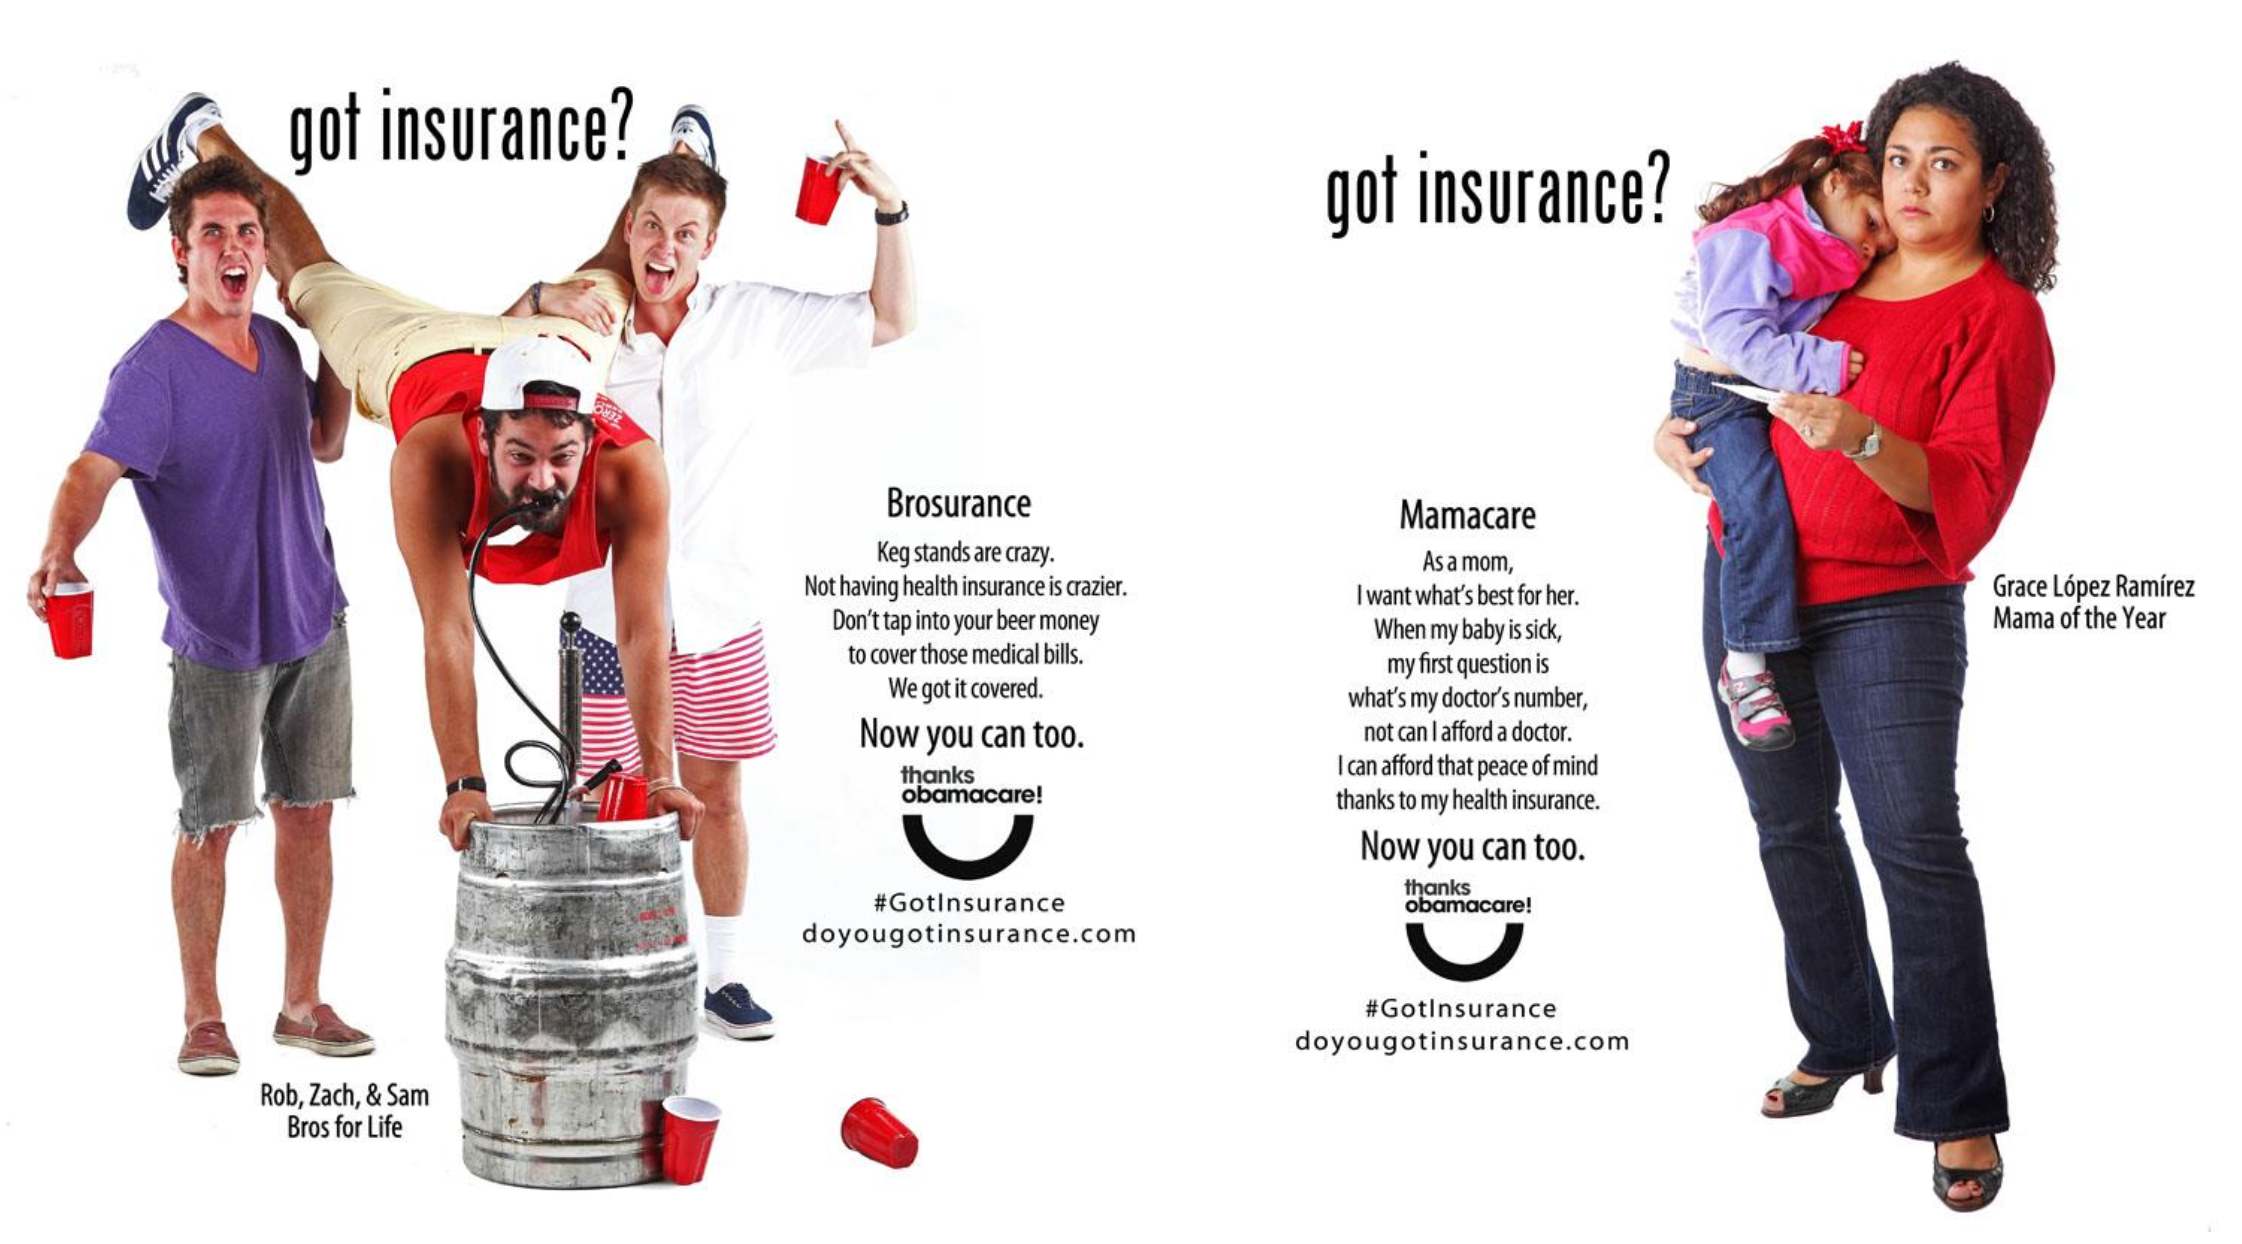 got insurance?
Brosurance
Keg stands are crazy.
Not having health insurance is crazier.
Don't tap into your beer money
to cover those medical bills.
We got it covered.
Now you can too.
thanks
obamacare!
#GotInsurance
doyougotinsurance.com
Rob, Zach, & Sam
Bros for Life
got insurance?
Mamacare
As a mom,
I want what's best for her.
When my baby is sick,
my first question is
what's my doctor's number,
not can I afford a doctor.
I can afford that peace of mind
thanks to my health insurance.
Now you can too.
thanks
obamacare!
#GotInsurance
doyougotinsurance.com
Grace López Ramírez
Mama of the Year